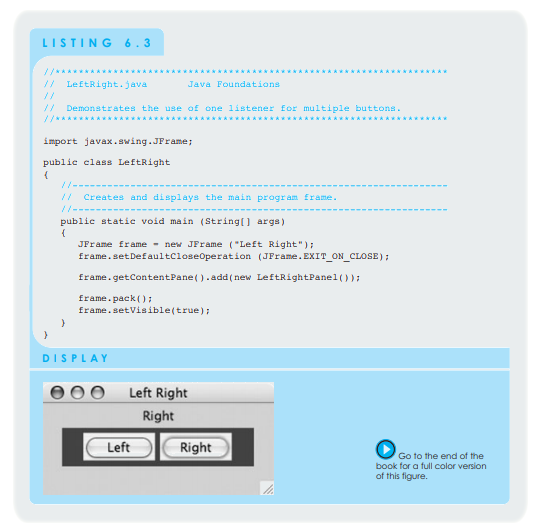 LISTING 6.3
//********************************************************************
//  LeftRight.java       Java Foundations
//
//  Demonstrates the use of one listener for multiple buttons.
//********************************************************************
import javax.swing.JFrame;
public class LeftRight
{
//-----------------------------------------------------------------
//  Creates and displays the main program frame.
//-----------------------------------------------------------------
public static void main (String[] args)
{
JFrame frame = new JFrame ("Left Right");
frame.setDefaultCloseOperation (JFrame.EXIT_ON_CLOSE);
frame.getContentPane().add(new LeftRightPanel());
frame.pack();
frame.setVisible(true);
}
}
DISPLAY
Left Right
Right
Left Right
Go to the end of the
book for a full color version
of this figure.